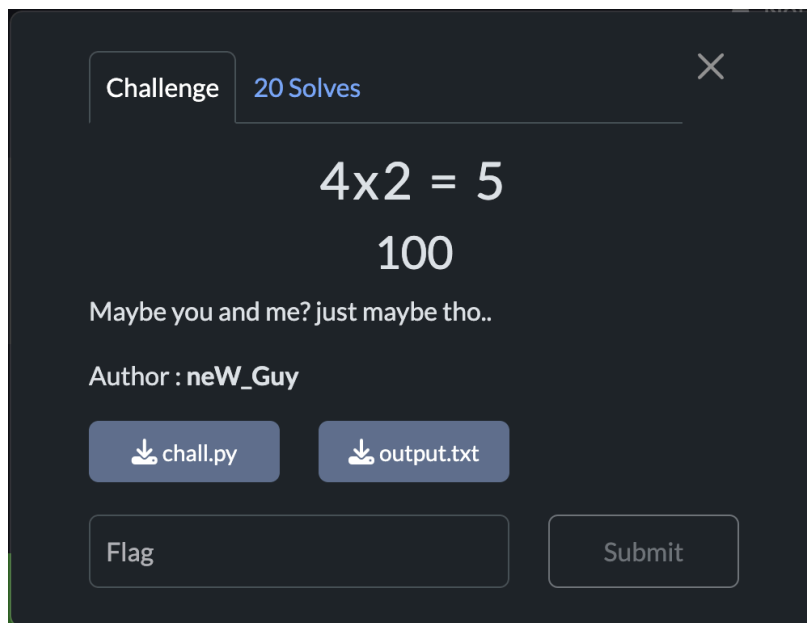 Challenge
20 Solves
4x2 = 5
100
Maybe you and me? just maybe tho..
Author : neW_Guy
chall.py
output.txt
Flag
Submit